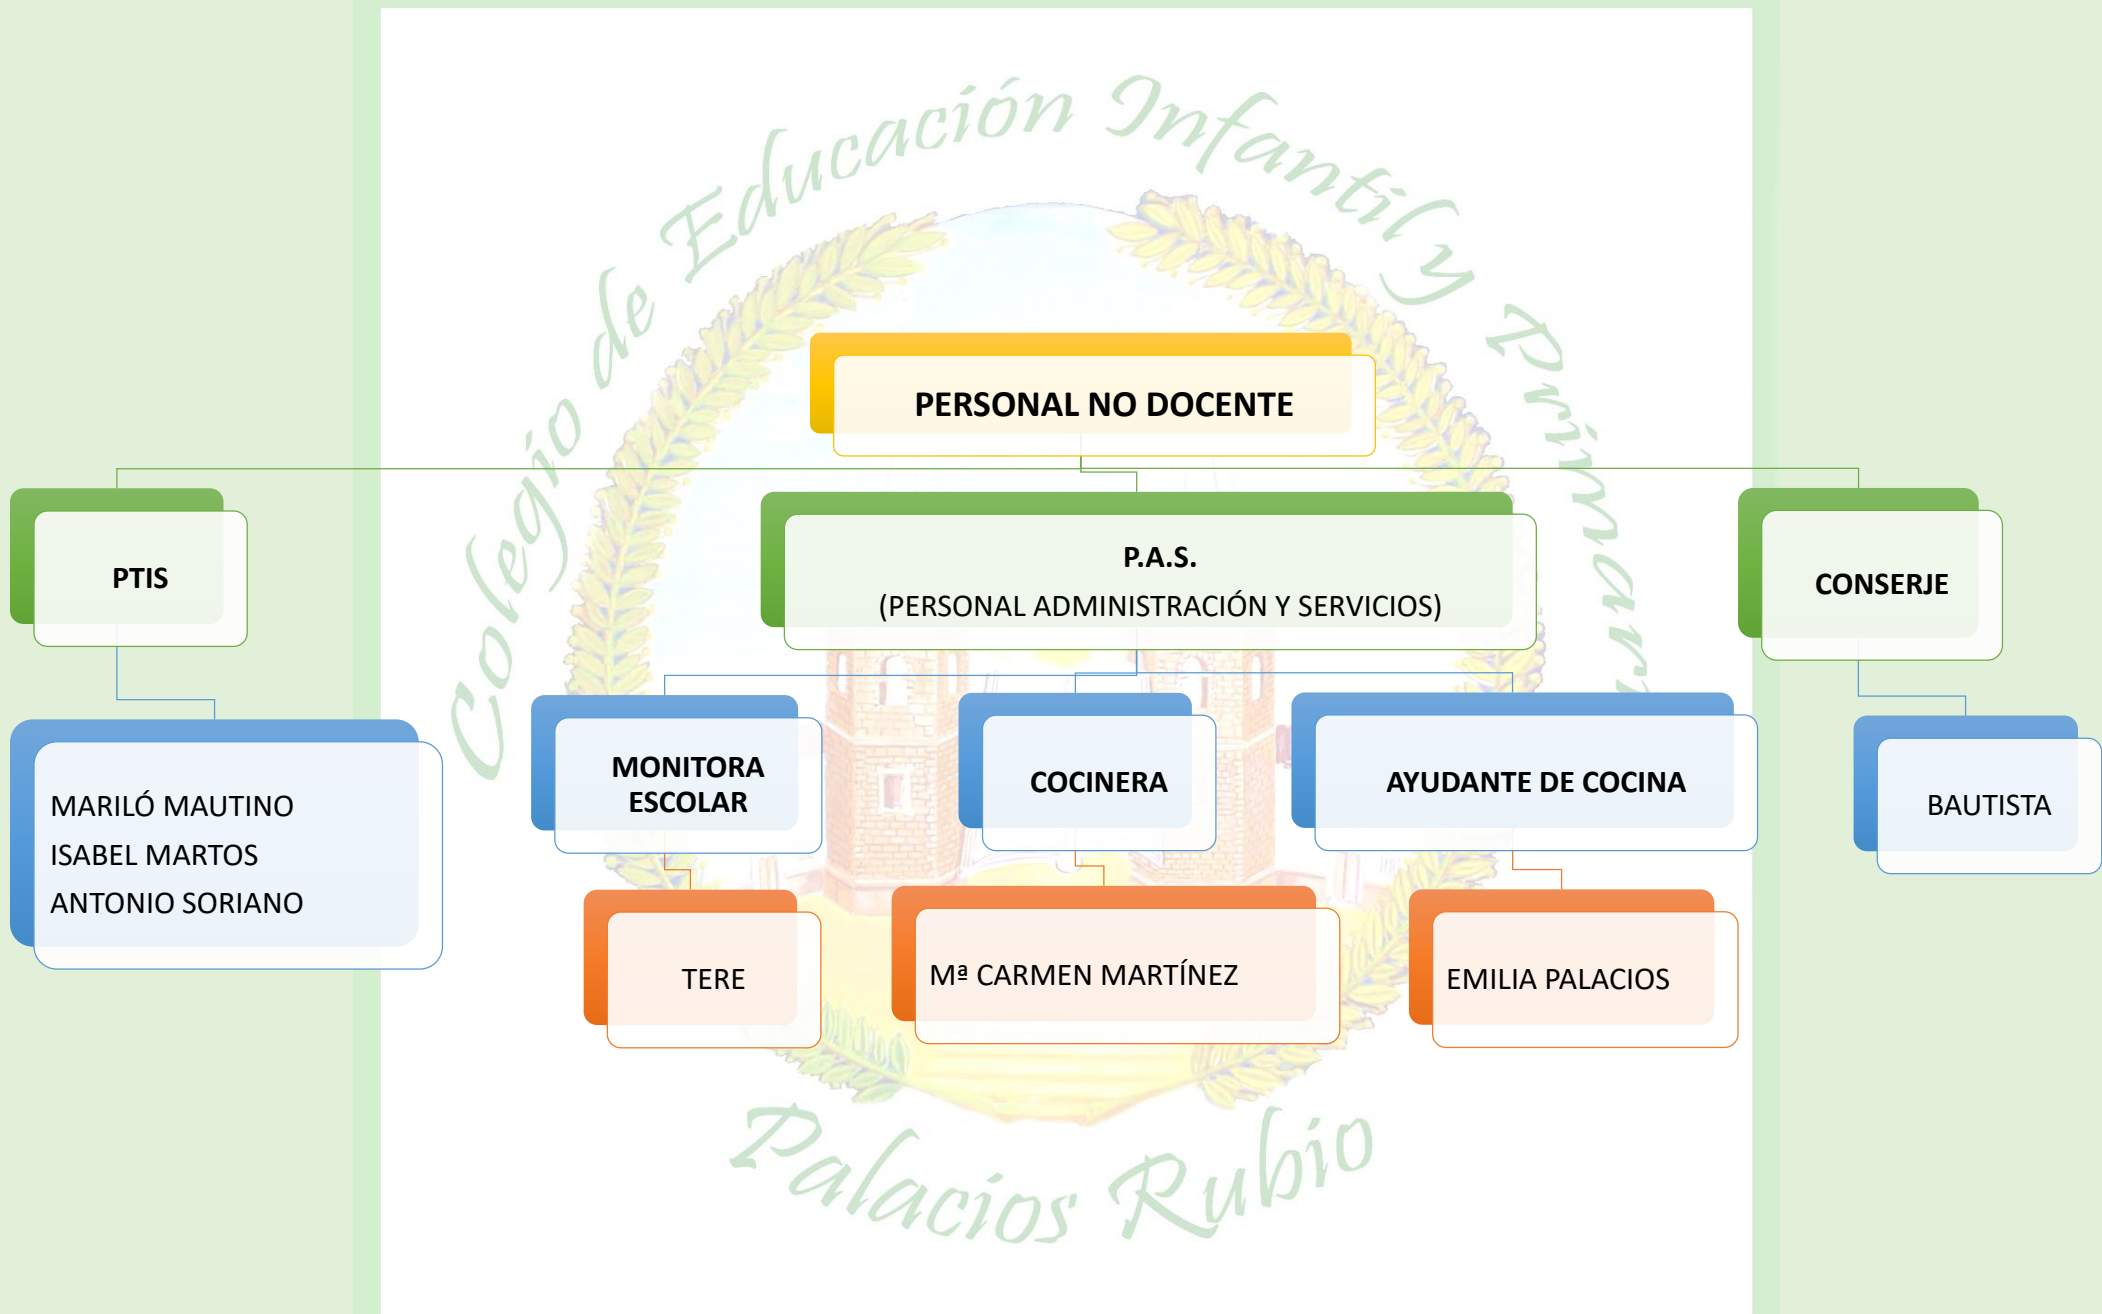 Colegio de Educación Infantil y
PERSONAL NO DOCENTE
PTIS
P.A.S.
(PERSONAL ADMINISTRACIÓN Y SERVICIOS)
CONSERJE
MARILÓ MAUTINO
ISABEL MARTOS
ANTONIO SORIANO
MONITORA
ESCOLAR
COCINERA
AYUDANTE DE COCINA
BAUTISTA
TERE
Mª CARMEN MARTÍNEZ
EMILIA PALACIOS
Palacios Rubio